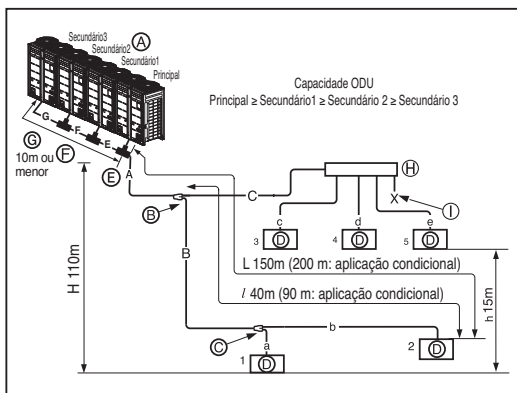 Secundário3
Ⓐ
Secundário2
Secundário1
Principal
Capacidade ODU
Principal ≥ Secundário1 ≥ Secundário 2 ≥ Secundário 3
G
F
E
Ⓖ
Ⓕ
10m ou
menor
Ⓔ
A
Ⓗ
C
Ⓑ
X
Ⓘ
c
d
e
3 Ⓓ
4 Ⓓ
5 Ⓓ
B
H 110m
L 150m (200 m: aplicação condicional)
l 40m (90 m: aplicação condicional)
h 15m
Ⓒ
b
a
1 Ⓓ
2 Ⓓ